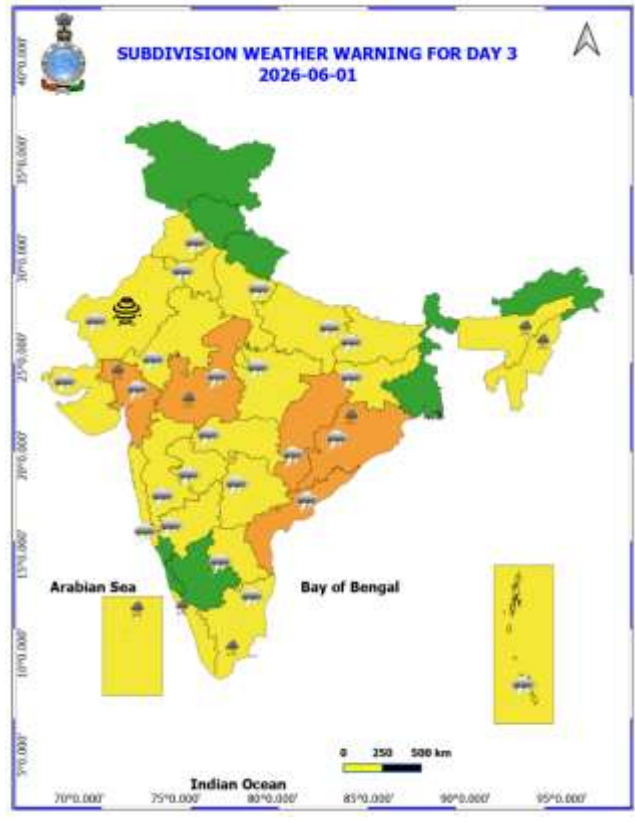 SUBDIVISION WEATHER WARNING FOR DAY 3
2026-06-01
40°0.000'
35°0.000'
30°0.000'
25°0.000'
20°0.000'
15°0.000'
10°0.000'
5°0.000'
Arabian Sea
Bay of Bengal
0 250 500 km
Indian Ocean
70°0.000' 75°0.000' 80°0.000' 85°0.000' 90°0.000' 95°0.000'